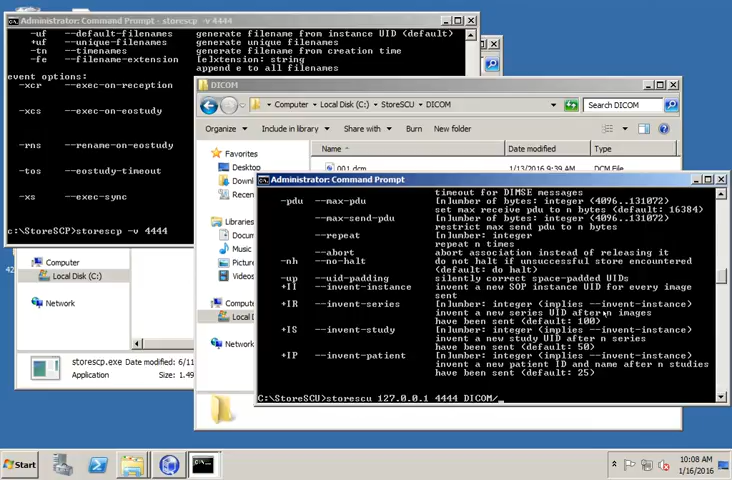 Administrator: Command Prompt - storescp -v 4444
-uf --default-filenames generate filename from instance UID (default)
+uf --unique-filenames generate unique filenames
-tn --timenames generate filename from creation time
-fe --filename-extension [e]xtension: string
append e to all filenames
event options:
-xcr --exec-on-reception
-xcs --exec-on-eostudy
-rns --rename-on-eostudy
-tos --eostudy-timeout
-xs --exec-sync
c:\StoreSCP>storescp -v 4444
DICOM
Computer Local Disk (C:) StoreSCU DICOM
Search DICOM
Organize Include in library Share with Burn New folder
Favorites
Desktop
Downl
Recen
Libraries
Docum
Music
Picture
Videos
Compute
Local D
Network
Name Date modified Type
001.dcm 1/13/2016 9:39 AM DCM File
Computer
Local Disk (C:)
Network
storescp.exe Date modified: 6/11
Application Size: 1.49
Administrator: Command Prompt
timeout for DIMSE messages
-pdu --max-pdu [n]umber of bytes: integer (4096..131072)
set max receive pdu to n bytes (default: 16384)
--max-send-pdu [n]umber of bytes: integer (4096..131072)
restrict max send pdu to n bytes
--repeat [n]umber: integer
repeat n times
--abort abort association instead of releasing it
-nh --no-halt do not halt if unsuccessful store encountered
(default: do halt)
-up --uid-padding silently correct space-padded UIDs
+II --invent-instance invent a new SOP instance UID for every image
sent
+IR --invent-series [n]umber: integer (implies --invent-instance)
invent a new series UID after n images
have been sent (default: 100)
+IS --invent-study [n]umber: integer (implies --invent-instance)
invent a new study UID after n series
have been sent (default: 50)
+IP --invent-patient [n]umber: integer (implies --invent-instance)
invent a new patient ID and name after n studies
have been sent (default: 25)
C:\StoreSCU>storescu 127.0.0.1 4444 DICOM/_
Start
10:08 AM
1/16/2016